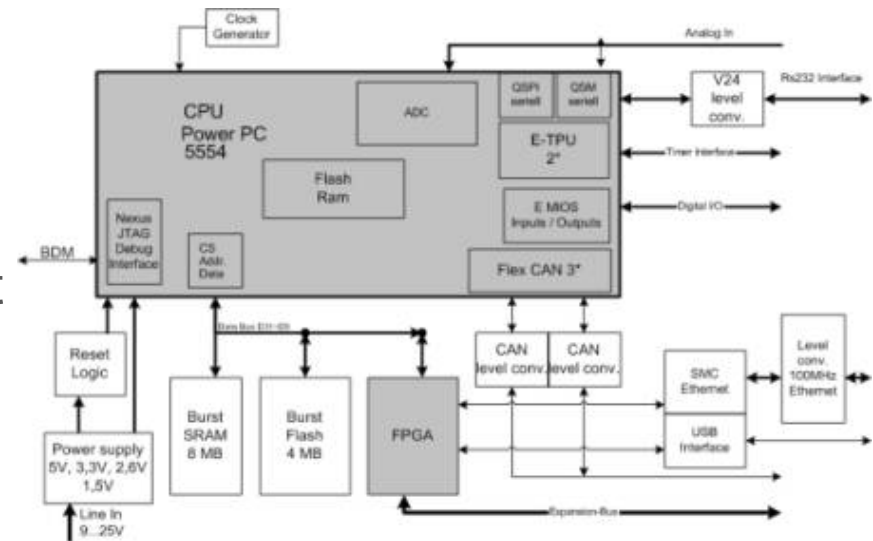 Clock
Generator
Analog In
CPU
Power PC
5554
ADC
QSPI
seriell
QSM
seriell
V24
level
conv.
Rs232 Interface
E-TPU
2*
Timer Interface
Flash
Ram
E MIOS
Inputs / Outputs
Digital I/O
Nexus
JTAG
Debug
Interface
BDM
CS
Addr.
Data
Flex CAN 3*
Reset
Logic
CAN
level conv.
CAN
level conv.
SMC
Ethernet
Level
conv.
100MHz
Ethernet
Data Bus
Burst
SRAM
8 MB
Burst
Flash
4 MB
FPGA
USB
Interface
Power supply
5V, 3,3V, 2,6V
1,5V
Line In
9...25V
Expansion-Bus